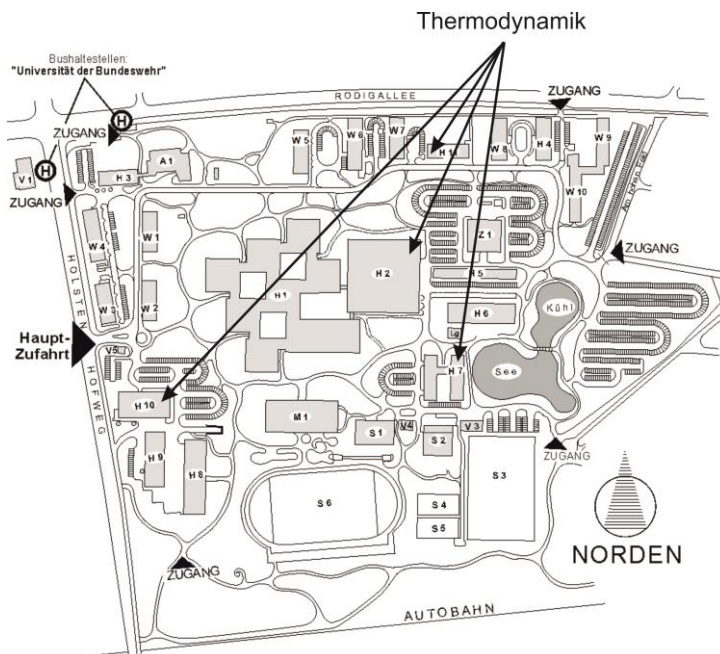 Thermodynamik
Bushaltestellen:
"Universität der Bundeswehr"
RODIGALLEE
ZUGANG
H
ZUGANG
W 5
W 6
W 7
H 11
W 8
H 4
W 9
A 1
H
V 1
H 3
W 10
ZUGANG
ZUGANG
W 4
W 1
Z 1
H 2
H 5
H 1
W 3
W 2
Kühl
H 6
Lg
HOLSTENHOFWEG
Haupt-
Zufahrt
V5
See
H 7
H 10
M 1
S 1
V4
S 2
V 3
H 9
H 8
S 3
ZUGANG
S 6
S 4
S 5
NORDEN
ZUGANG
AUTOBAHN